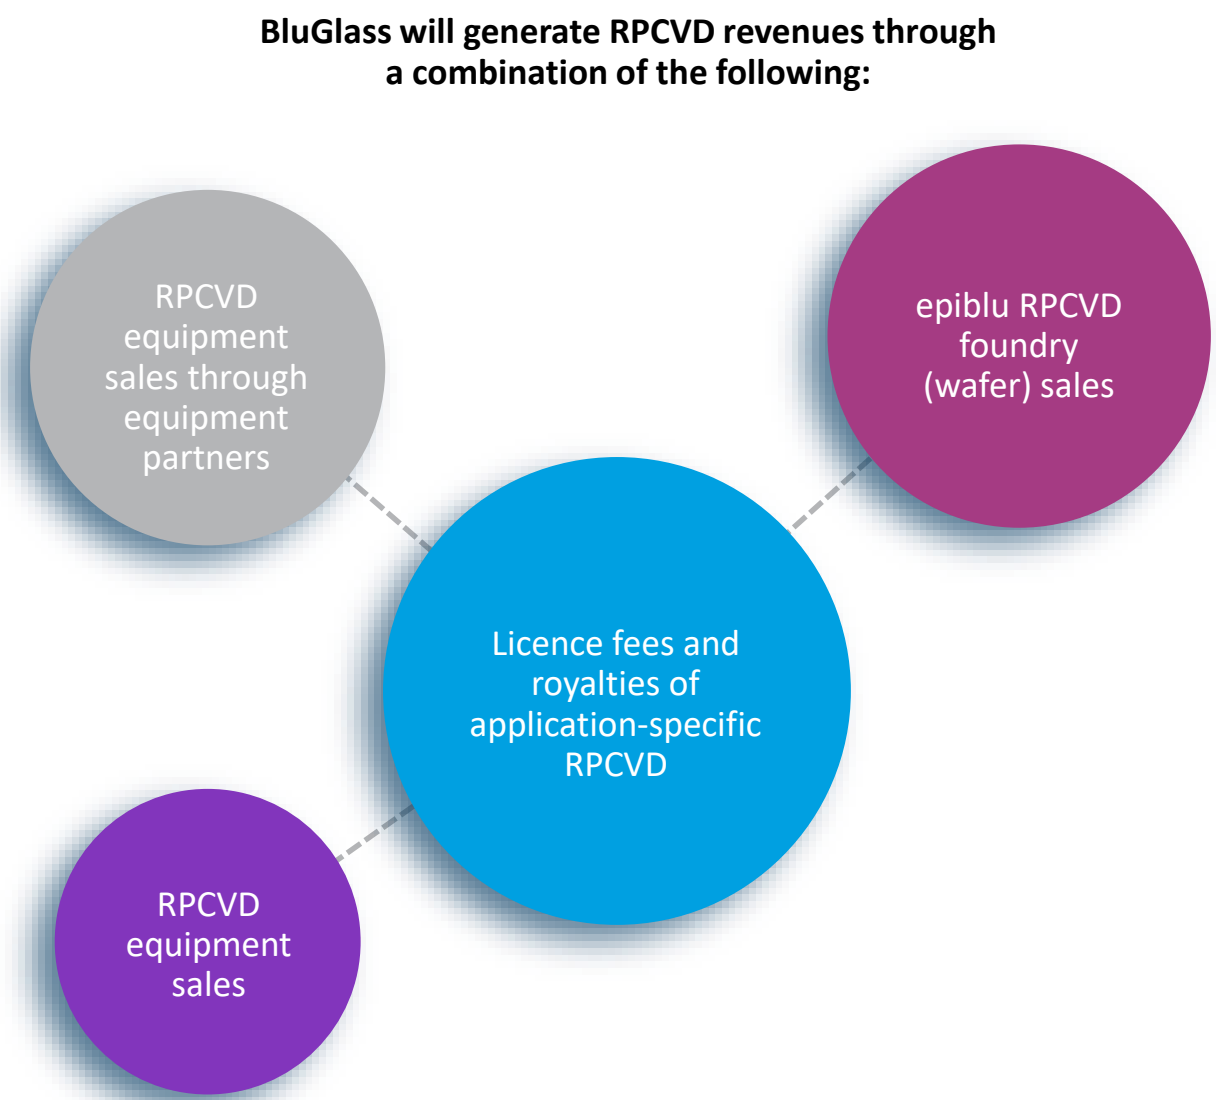 BluGlass will generate RPCVD revenues through
a combination of the following:
RPCVD
equipment
sales through
equipment
partners
epiblu RPCVD
foundry
(wafer) sales
Licence fees and
royalties of
application-specific
RPCVD
RPCVD
equipment
sales